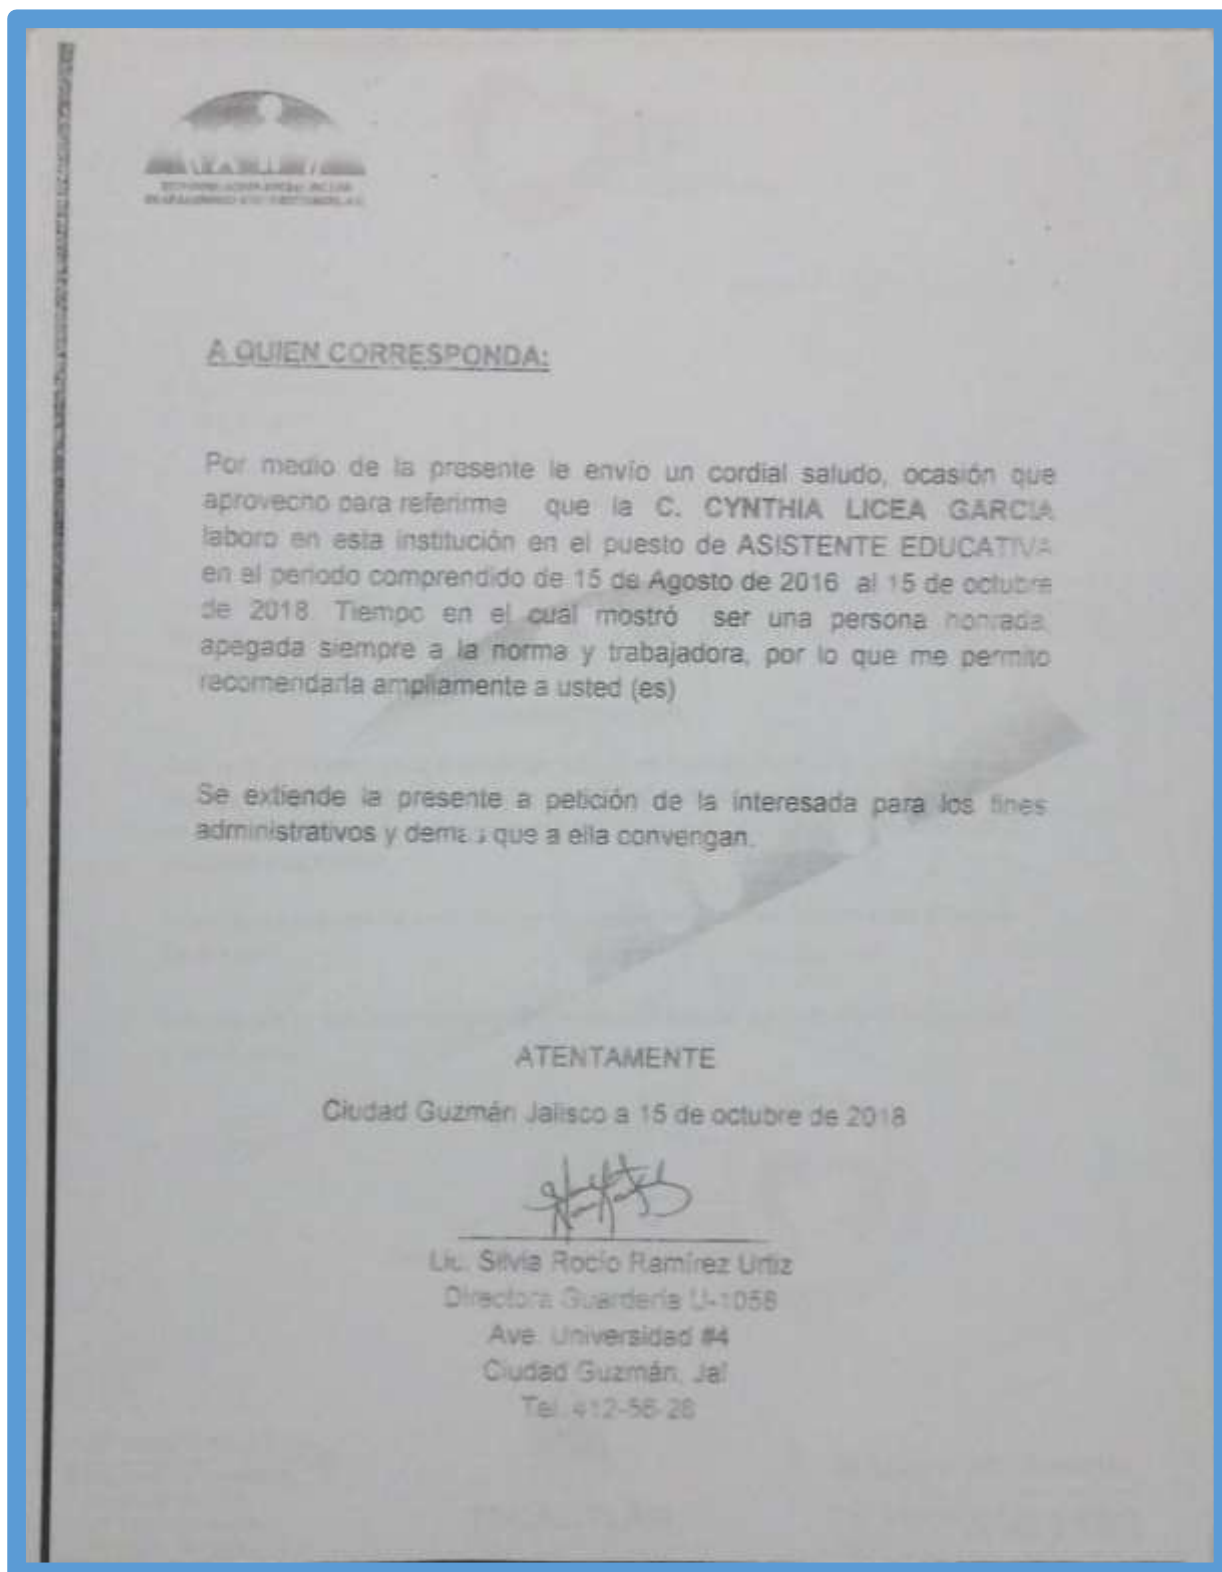 A QUIEN CORRESPONDA:
Por medio de la presente le envío un cordial saludo, ocasión que
aprovecho para referirme que la C. CYNTHIA LICEA GARCIA
laboro en esta institución en el puesto de ASISTENTE EDUCATIVA
en el periodo comprendido de 15 de Agosto de 2016 al 15 de octubre
de 2018. Tiempo en el cual mostró ser una persona honrada,
apegada siempre a la norma y trabajadora, por lo que me permito
recomendarla ampliamente a usted (es)
Se extiende la presente a petición de la interesada para los fines
administrativos y demas que a ella convengan.
ATENTAMENTE
Ciudad Guzmán Jalisco a 15 de octubre de 2018
Lic. Silvia Rocío Ramírez Urtiz
Directora Guardería U-1058
Ave. Universidad #4
Ciudad Guzmán, Jal
Tel. 412-56-28